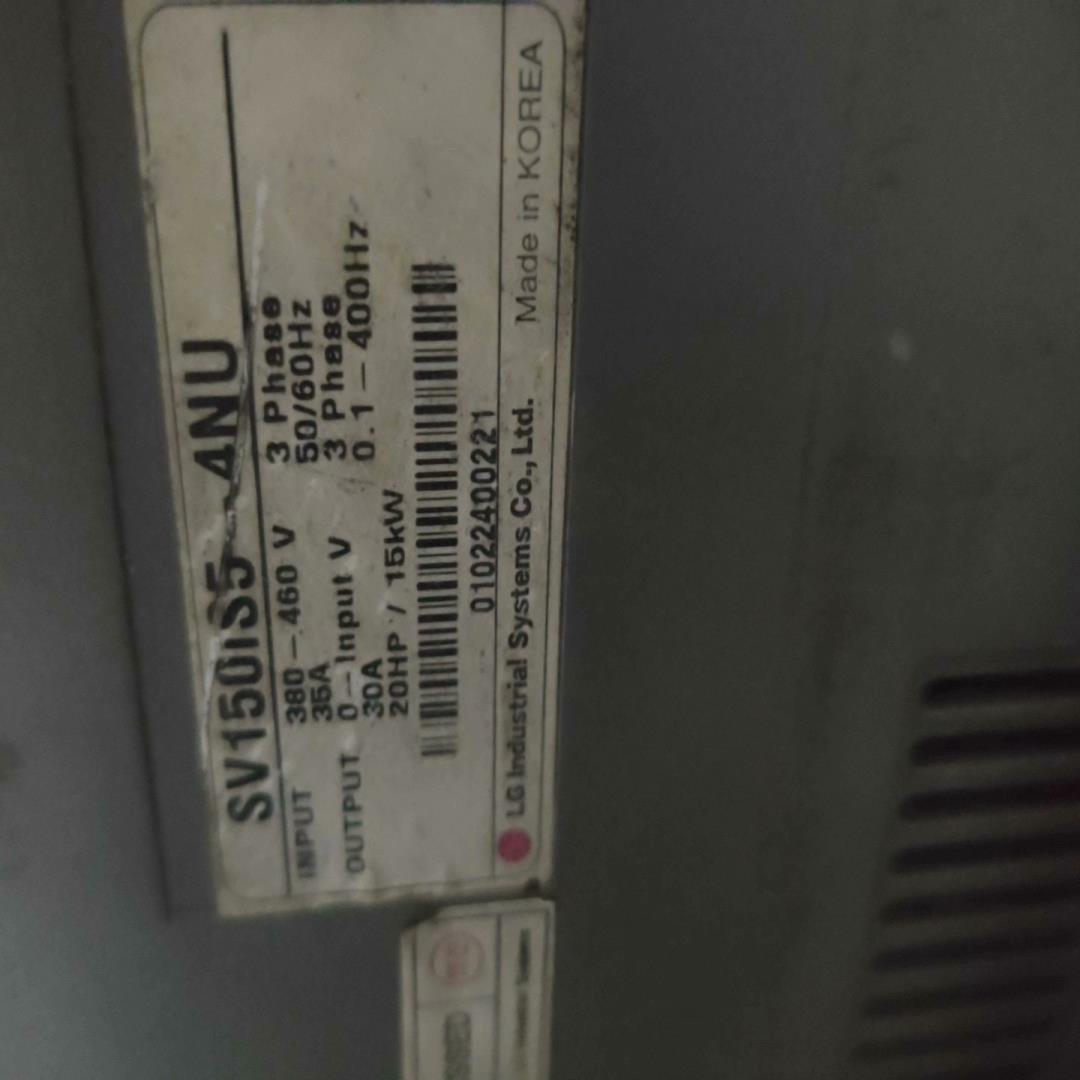 SV150iS5-4NU
INPUT 380-460 V 3 Phase
35A 50/60Hz
OUTPUT 0-Input V 3 Phase
30A 0.1-400Hz
20HP / 15kW
01022400221
LG Industrial Systems Co., Ltd. Made in KOREA